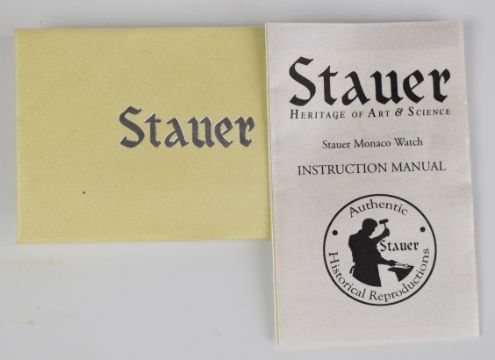 Stauer
Stauer
HERITAGE OF ART & SCIENCE
Stauer Monaco Watch
INSTRUCTION MANUAL
Authentic
Stauer
Historical Reproductions